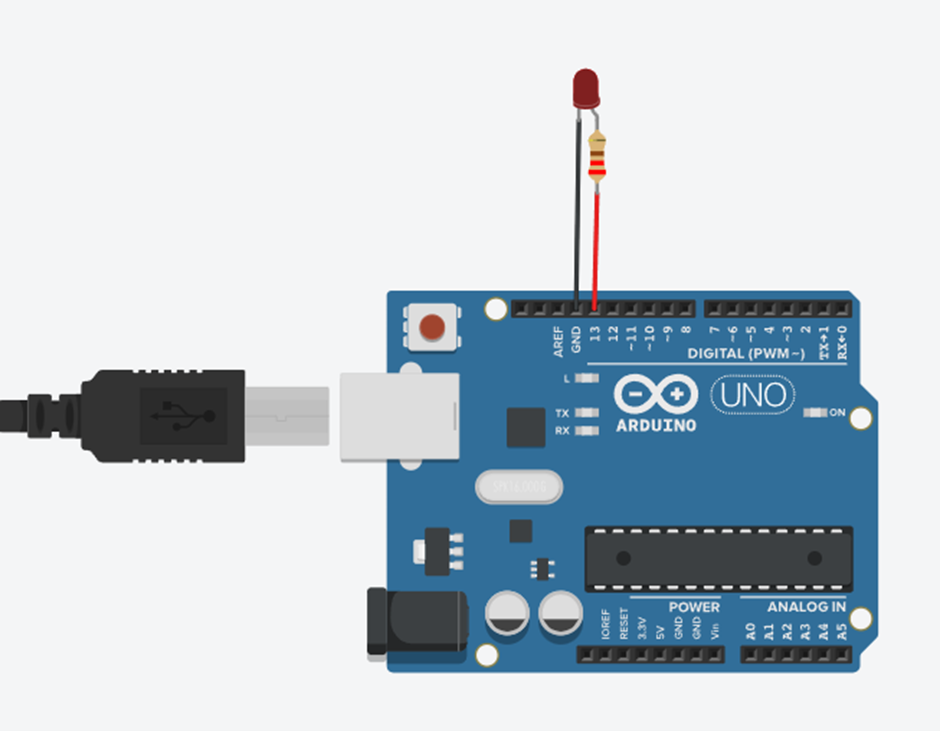 AREF
GND
13
12
~11
~10
~9
8
7
~6
~5
4
~3
2
TX→1
RX←0
DIGITAL (PWM~)
L
TX
RX
ARDUINO
UNO
ON
POWER
ANALOG IN
IOREF
RESET
3.3V
5V
GND
GND
Vin
A0
A1
A2
A3
A4
A5